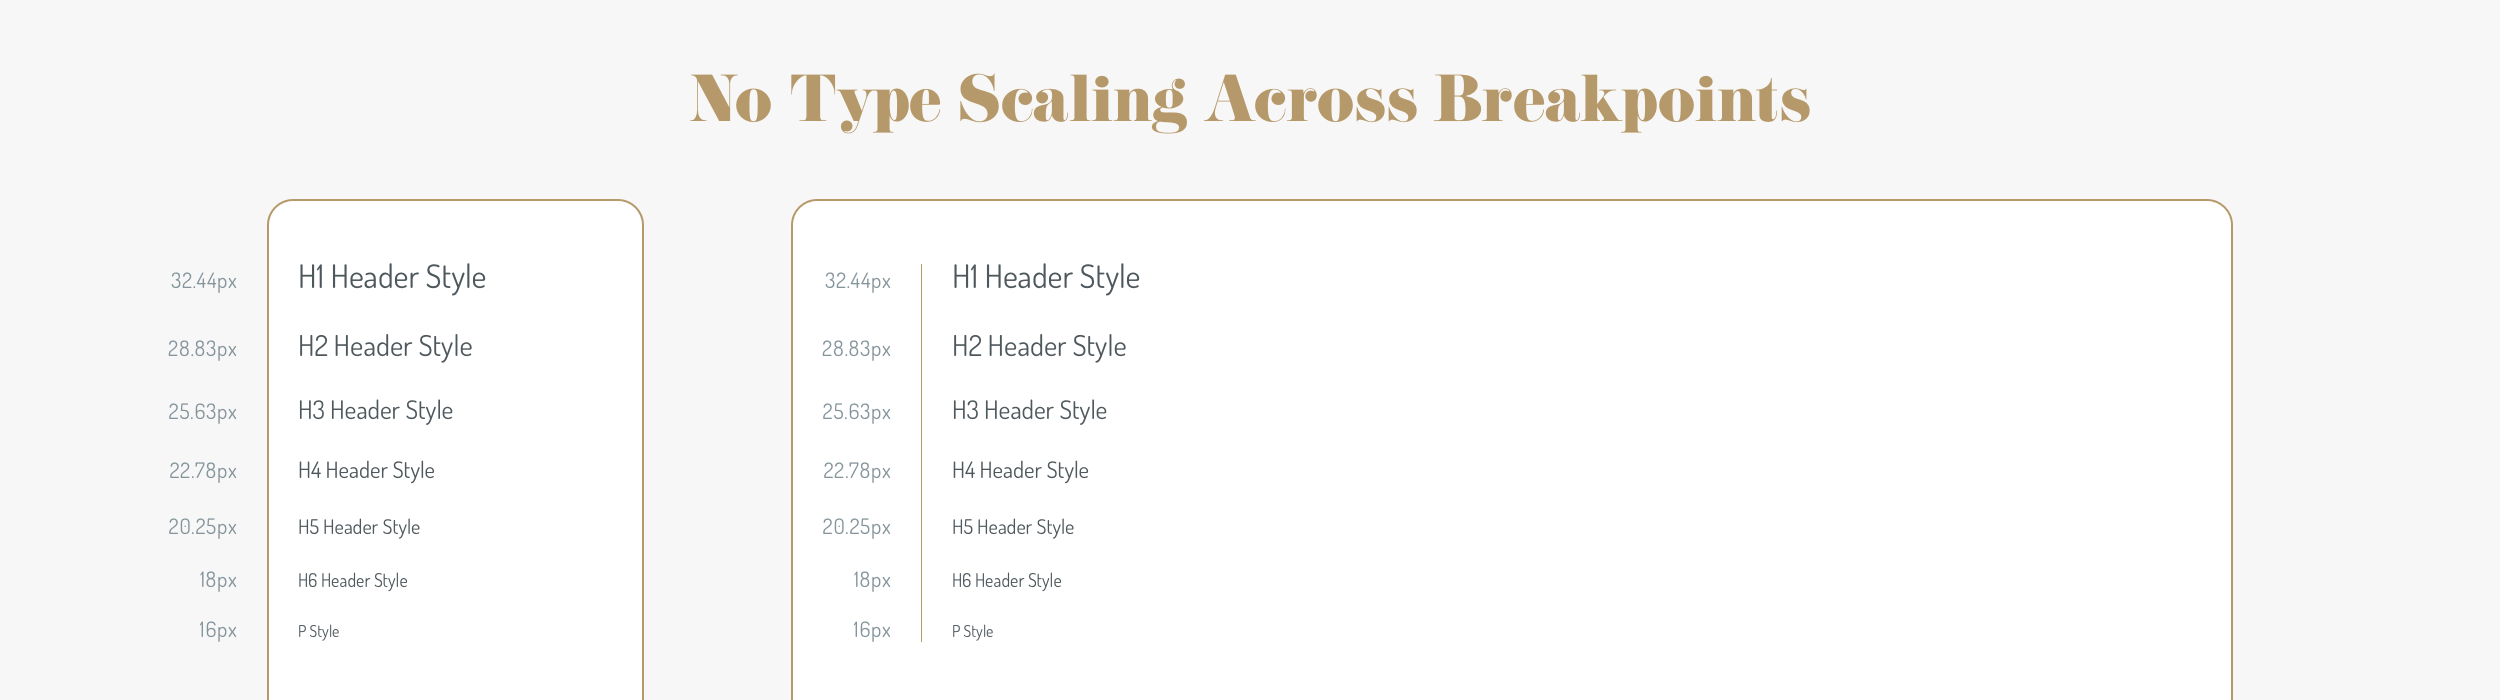 No Type Scaling Across Breakpoints
32.44px H1 Header Style
28.83px H2 Header Style
25.63px H3 Header Style
22.78px H4 Header Style
20.25px H5 Header Style
18px H6 Header Style
16px P Style
32.44px H1 Header Style
28.83px H2 Header Style
25.63px H3 Header Style
22.78px H4 Header Style
20.25px H5 Header Style
18px H6 Header Style
16px P Style